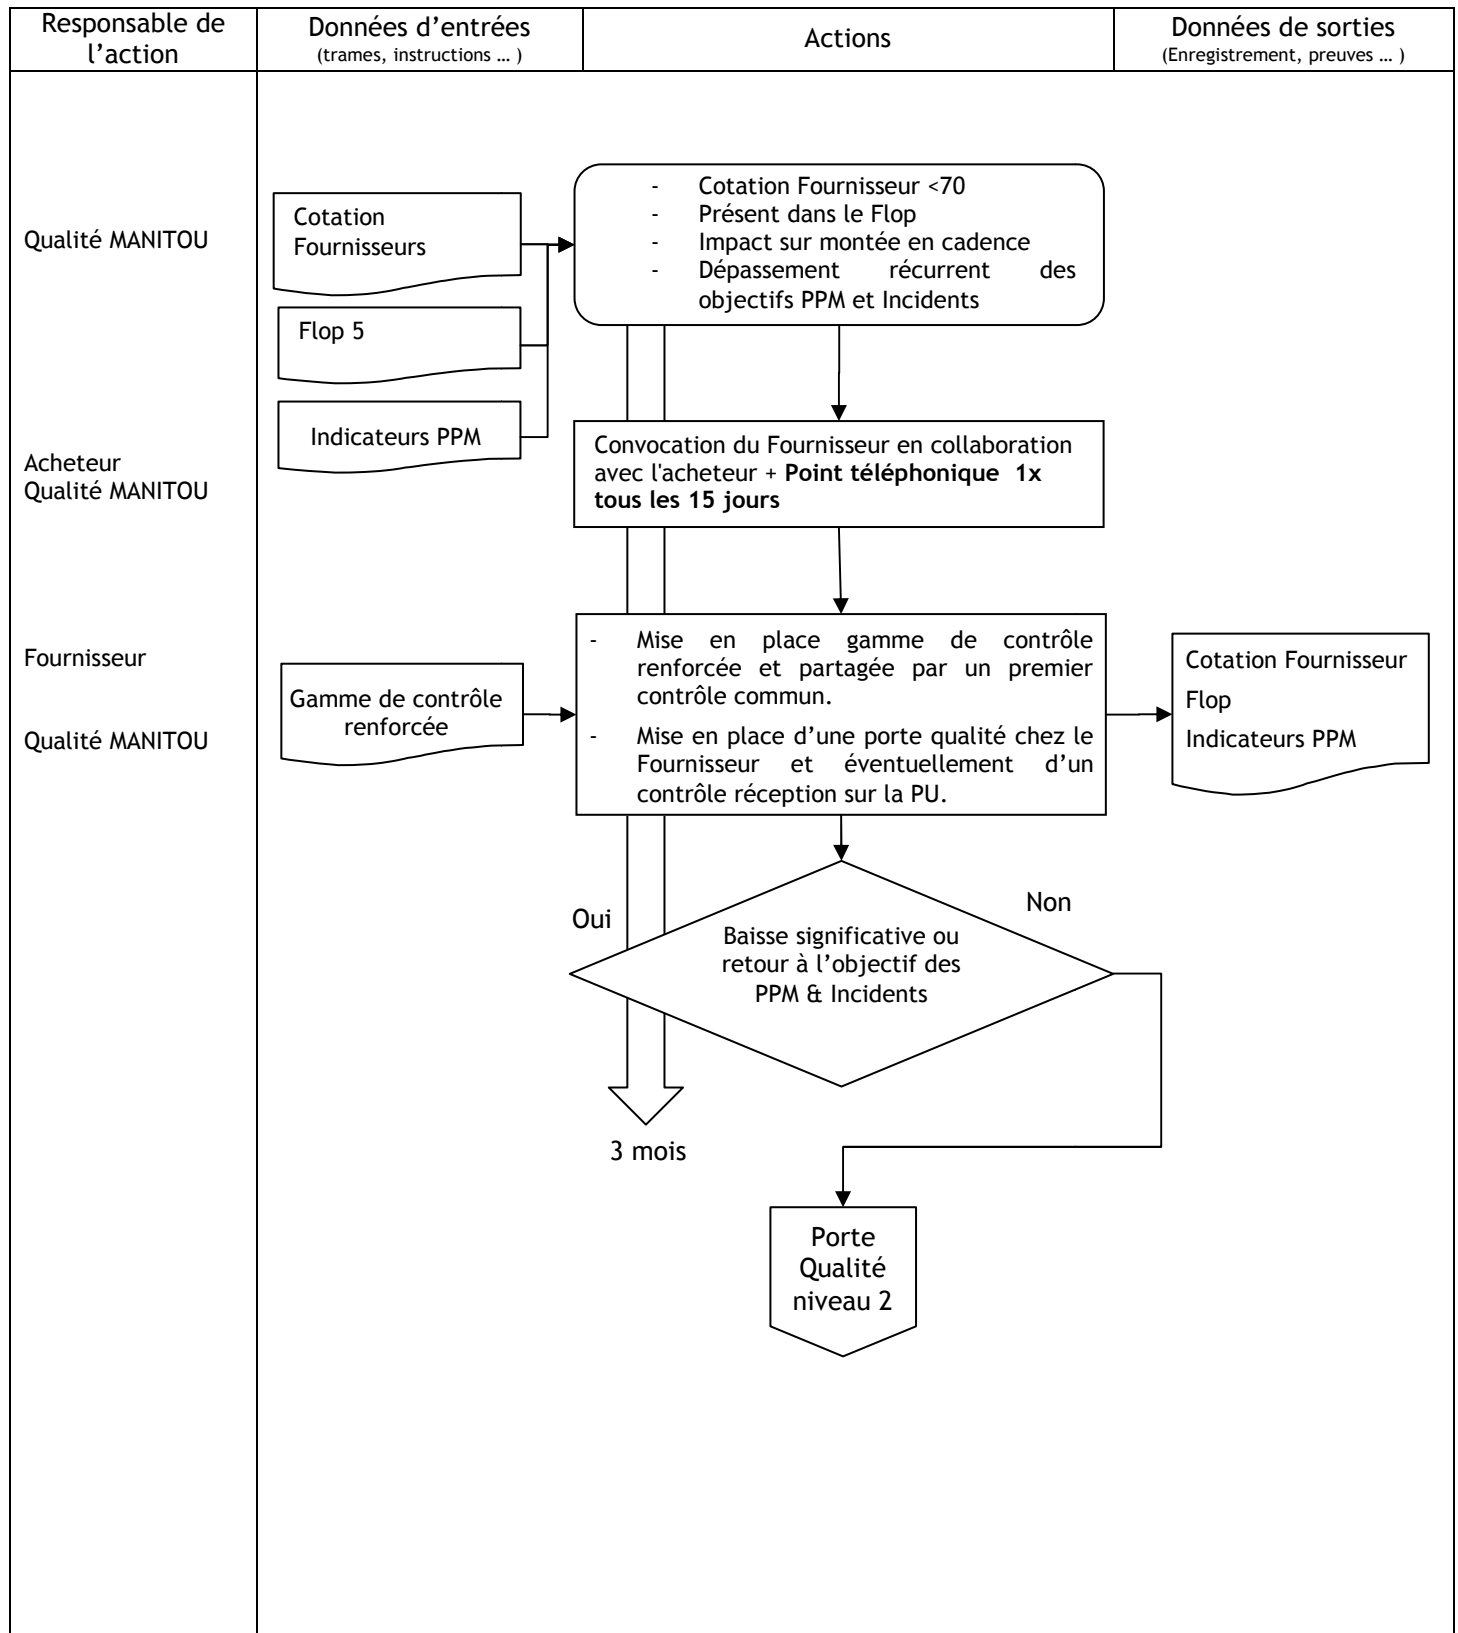 Responsable de
l’action
Données d’entrées
(trames, instructions … )
Actions
Données de sorties
(Enregistrement, preuves … )
Qualité MANITOU
Cotation
Fournisseurs
- Cotation Fournisseur <70
- Présent dans le Flop
- Impact sur montée en cadence
- Dépassement récurrent des
objectifs PPM et Incidents
Flop 5
Indicateurs PPM
Acheteur
Qualité MANITOU
Convocation du Fournisseur en collaboration
avec l'acheteur + Point téléphonique 1x
tous les 15 jours
Fournisseur
Qualité MANITOU
Gamme de contrôle
renforcée
- Mise en place gamme de contrôle
renforcée et partagée par un premier
contrôle commun.
- Mise en place d’une porte qualité chez le
Fournisseur et éventuellement d’un
contrôle réception sur la PU.
Cotation Fournisseur
Flop
Indicateurs PPM
Oui
Non
Baisse significative ou
retour à l’objectif des
PPM & Incidents
3 mois
Porte
Qualité
niveau 2